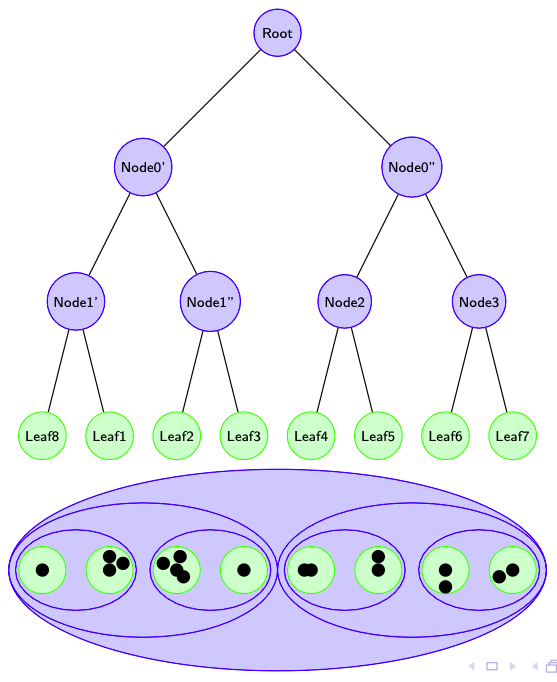 Root
Node0'
Node0"
Node1'
Node1"
Node2
Node3
Leaf8
Leaf1
Leaf2
Leaf3
Leaf4
Leaf5
Leaf6
Leaf7